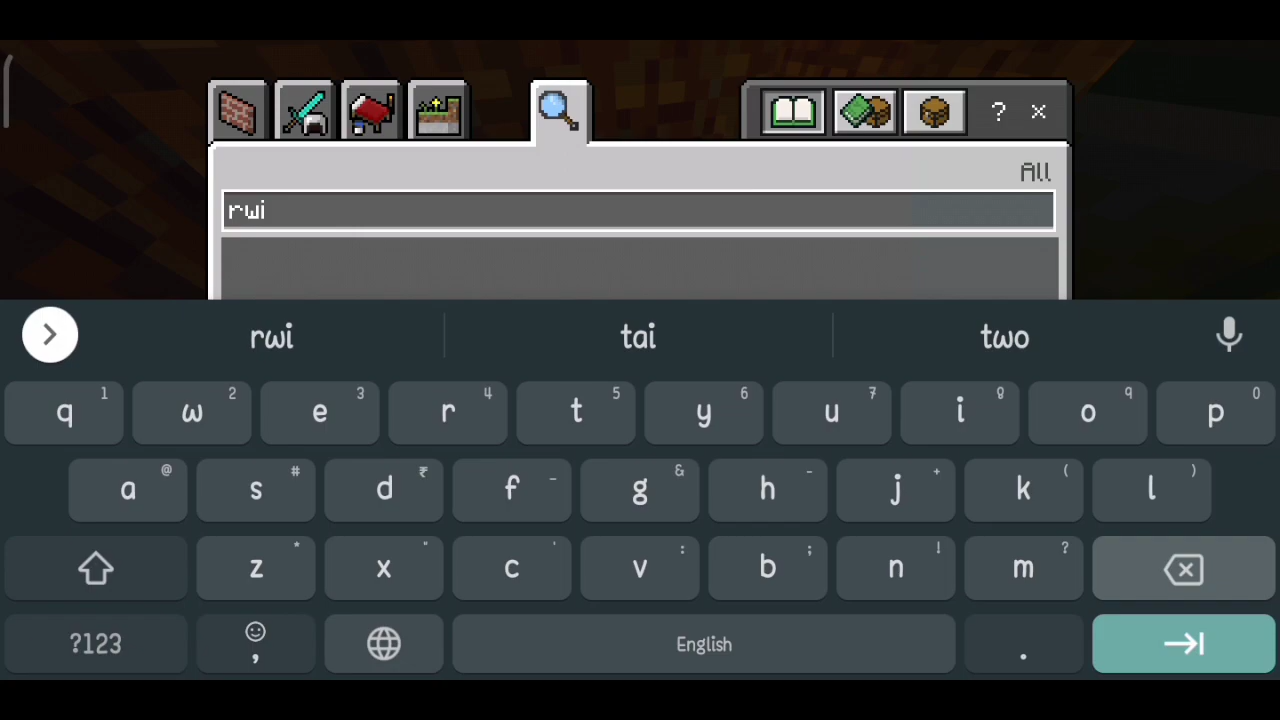 ? ×
All
rwi
rwi tai two
q 1 w 2 e 3 r 4 t 5 y 6 u 7 i 8 o 9 p 0
a @ s # d ₹ f _ g & h - j + k ( l )
z * x " c ' v : b ; n ! m ?
?123 , English .